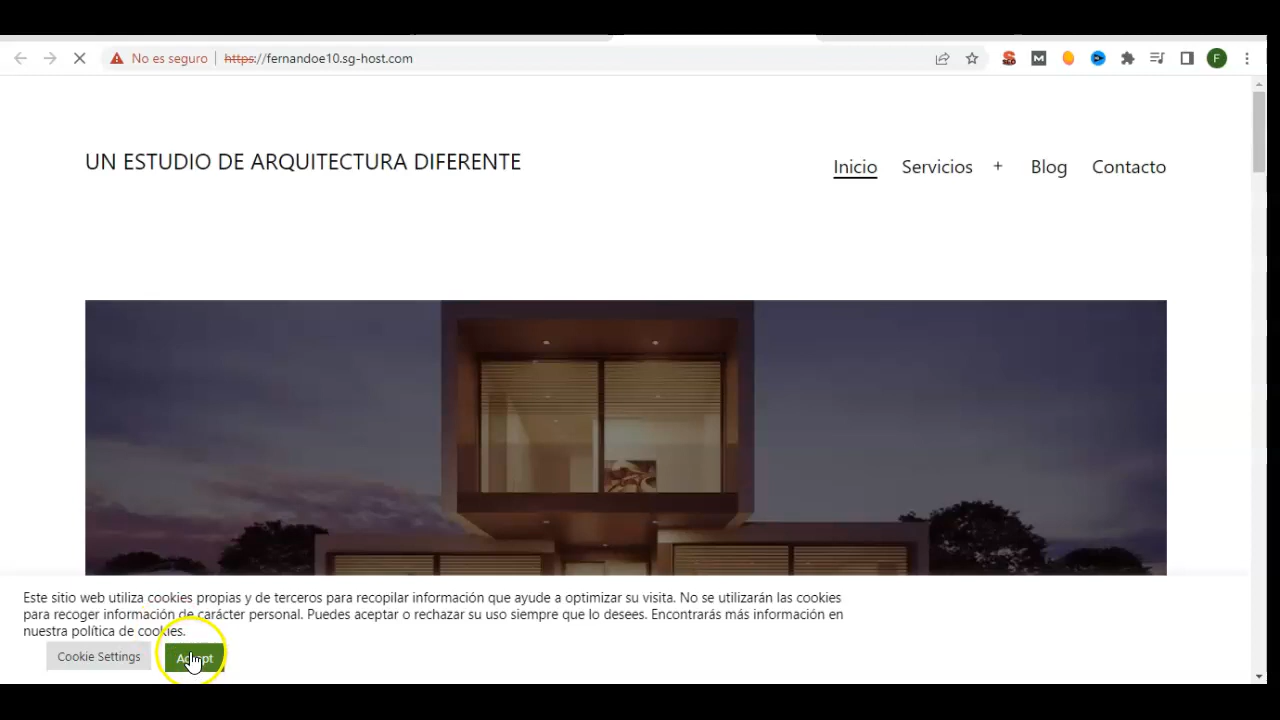 No es seguro https://fernandoe10.sg-host.com
F
UN ESTUDIO DE ARQUITECTURA DIFERENTE
Inicio Servicios + Blog Contacto
Este sitio web utiliza cookies propias y de terceros para recopilar información que ayude a optimizar su visita. No se utilizarán las cookies
para recoger información de carácter personal. Puedes aceptar o rechazar su uso siempre que lo desees. Encontrarás más información en
nuestra política de cookies.
Cookie Settings Accept